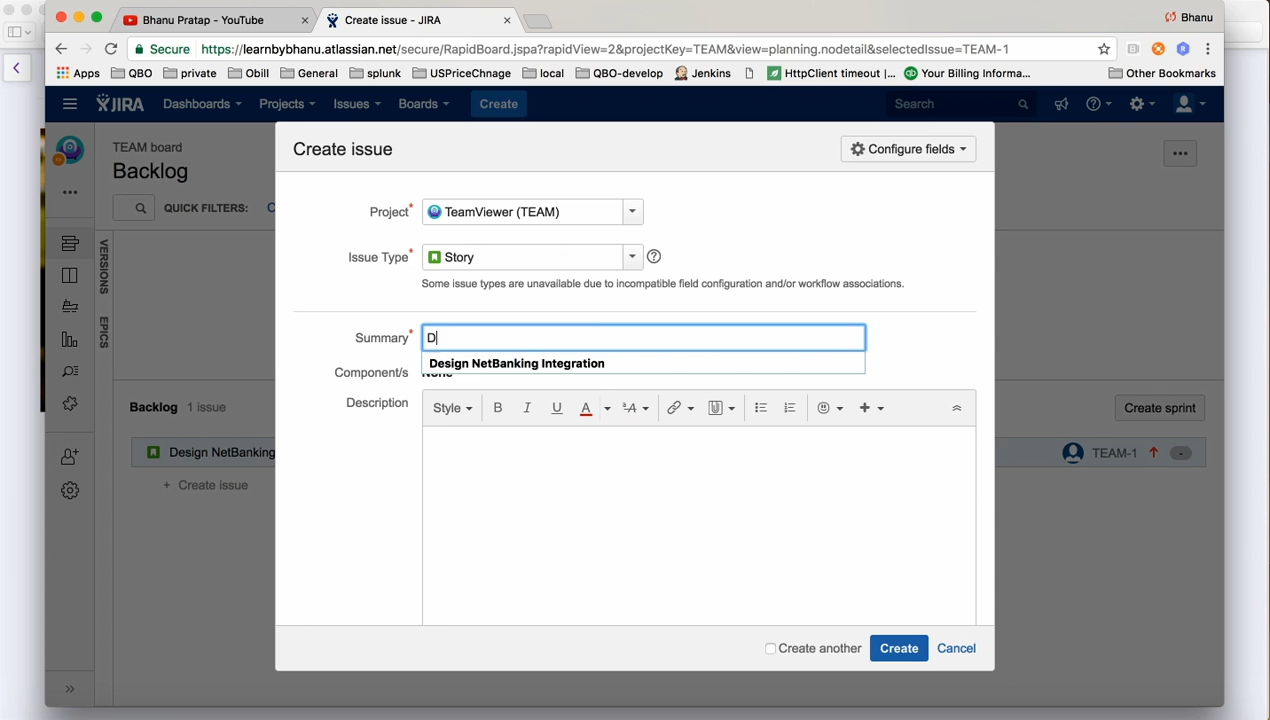 Bhanu Pratap - YouTube
Create issue - JIRA
Bhanu
Secure https://learnbybhanu.atlassian.net/secure/RapidBoard.jspa?rapidView=2&projectKey=TEAM&view=planning.nodetail&selectedIssue=TEAM-1
Apps QBO private Obill General splunk USPriceChnage local QBO-develop Jenkins HttpClient timeout |... Your Billing Informa... Other Bookmarks
JIRA Dashboards Projects Issues Boards Create Search
TEAM board
Backlog
QUICK FILTERS:
VERSIONS
EPICS
Backlog 1 issue
Create sprint
Design NetBanking
TEAM-1
+ Create issue
Create issue
Configure fields
Project* TeamViewer (TEAM)
Issue Type* Story
Some issue types are unavailable due to incompatible field configuration and/or workflow associations.
Summary* D
Design NetBanking Integration
Component/s None
Description
Style B I U A
Create another Create Cancel